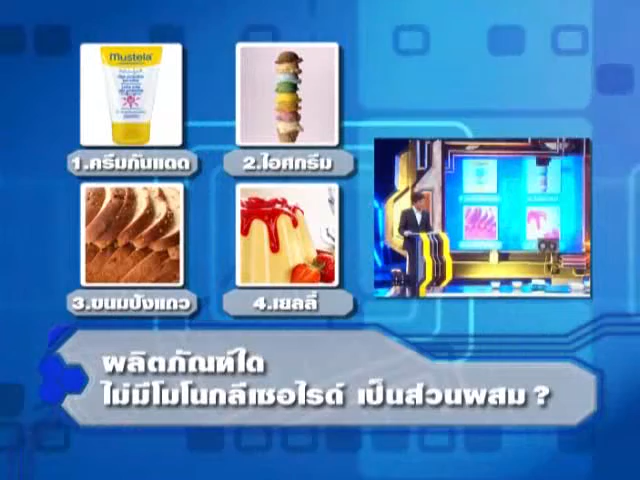 mustela
1.ครีมกันแดด
2.ไอศกรีม
3.ขนมปังแถว
4.เยลลี่
ผลิตภัณฑ์ใด
ไม่มีโมโนกลีเซอไรด์ เป็นส่วนผสม ?